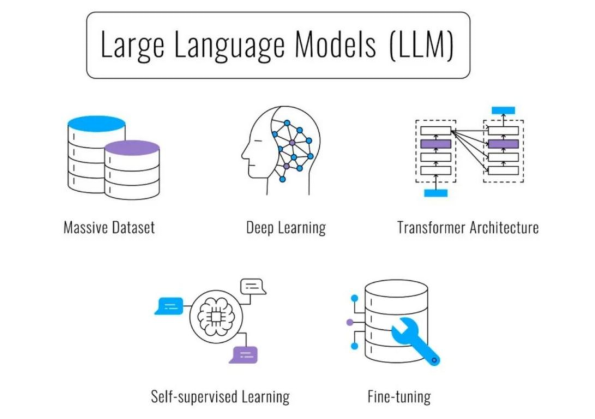 Large Language Models (LLM)
Massive Dataset
Deep Learning
Transformer Architecture
Self-supervised Learning
Fine-tuning